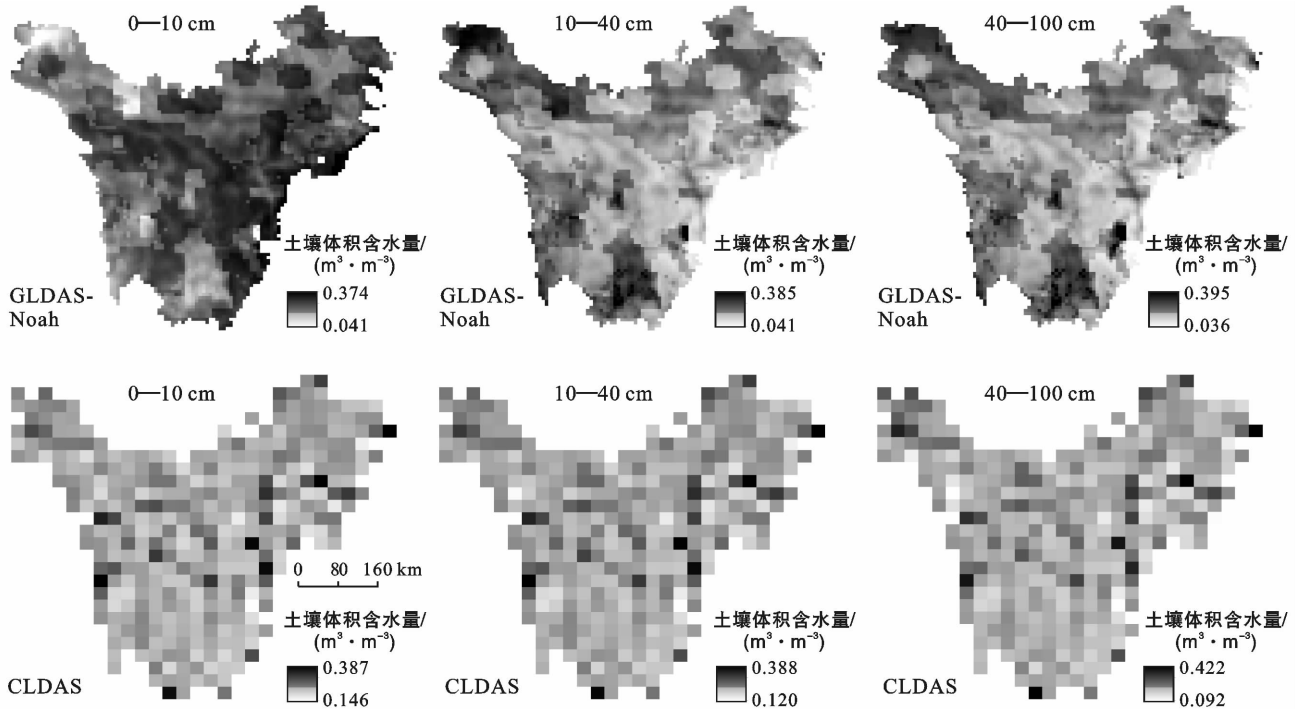 0—10 cm
10—40 cm
40—100 cm
土壤体积含水量/
(m³·m⁻³)
0.374
0.041
GLDAS-
Noah
土壤体积含水量/
(m³·m⁻³)
0.385
0.041
GLDAS-
Noah
土壤体积含水量/
(m³·m⁻³)
0.395
0.036
GLDAS-
Noah
0—10 cm
10—40 cm
40—100 cm
0 80 160 km
土壤体积含水量/
(m³·m⁻³)
0.387
0.146
CLDAS
土壤体积含水量/
(m³·m⁻³)
0.388
0.120
CLDAS
土壤体积含水量/
(m³·m⁻³)
0.422
0.092
CLDAS